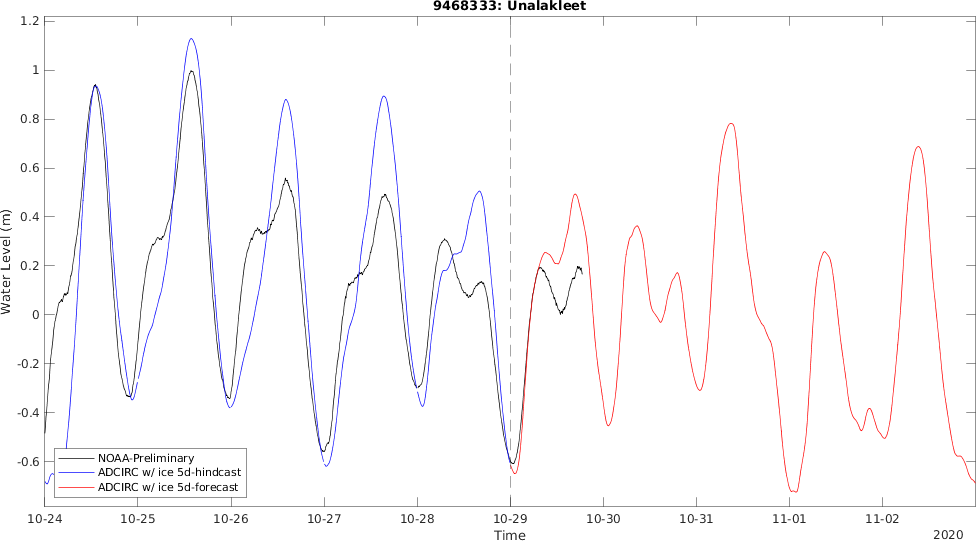 9468333: Unalakleet
Water Level (m)
1.2
1
0.8
0.6
0.4
0.2
0
-0.2
-0.4
-0.6
NOAA-Preliminary
ADCIRC w/ ice 5d-hindcast
ADCIRC w/ ice 5d-forecast
10-24 10-25 10-26 10-27 10-28 10-29 10-30 10-31 11-01 11-02
Time
2020